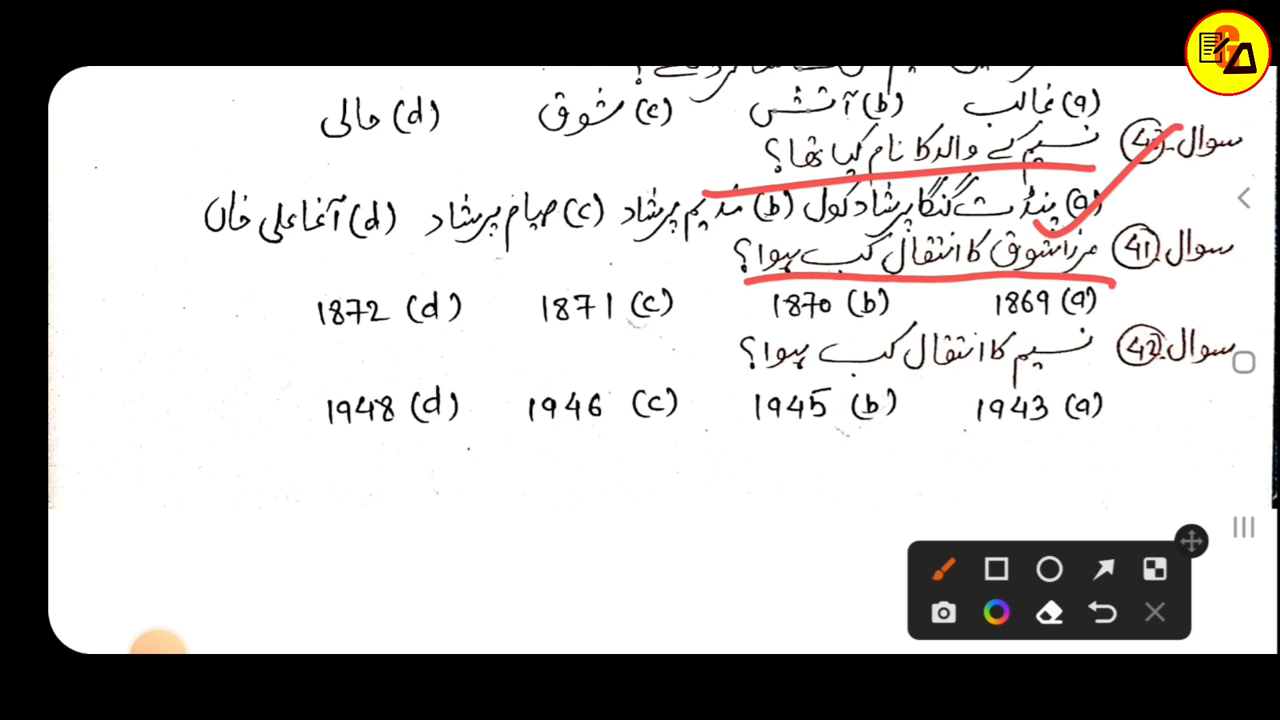 (a) غالب (b) آتش (c) شوق (d) حالی
سوال 40 نسیم کے والد کا نام کیا تھا؟
(a) پنڈت گنگا پرشاد کول (b) پرشاد (c) پرشاد (d) آغا علی خاں
سوال 41 مرزا شوق کا انتقال کب ہوا؟
(a) 1869 (b) 1870 (c) 1871 (d) 1872
سوال 42 نسیم کا انتقال کب ہوا؟
(a) 1943 (b) 1945 (c) 1946 (d) 1948